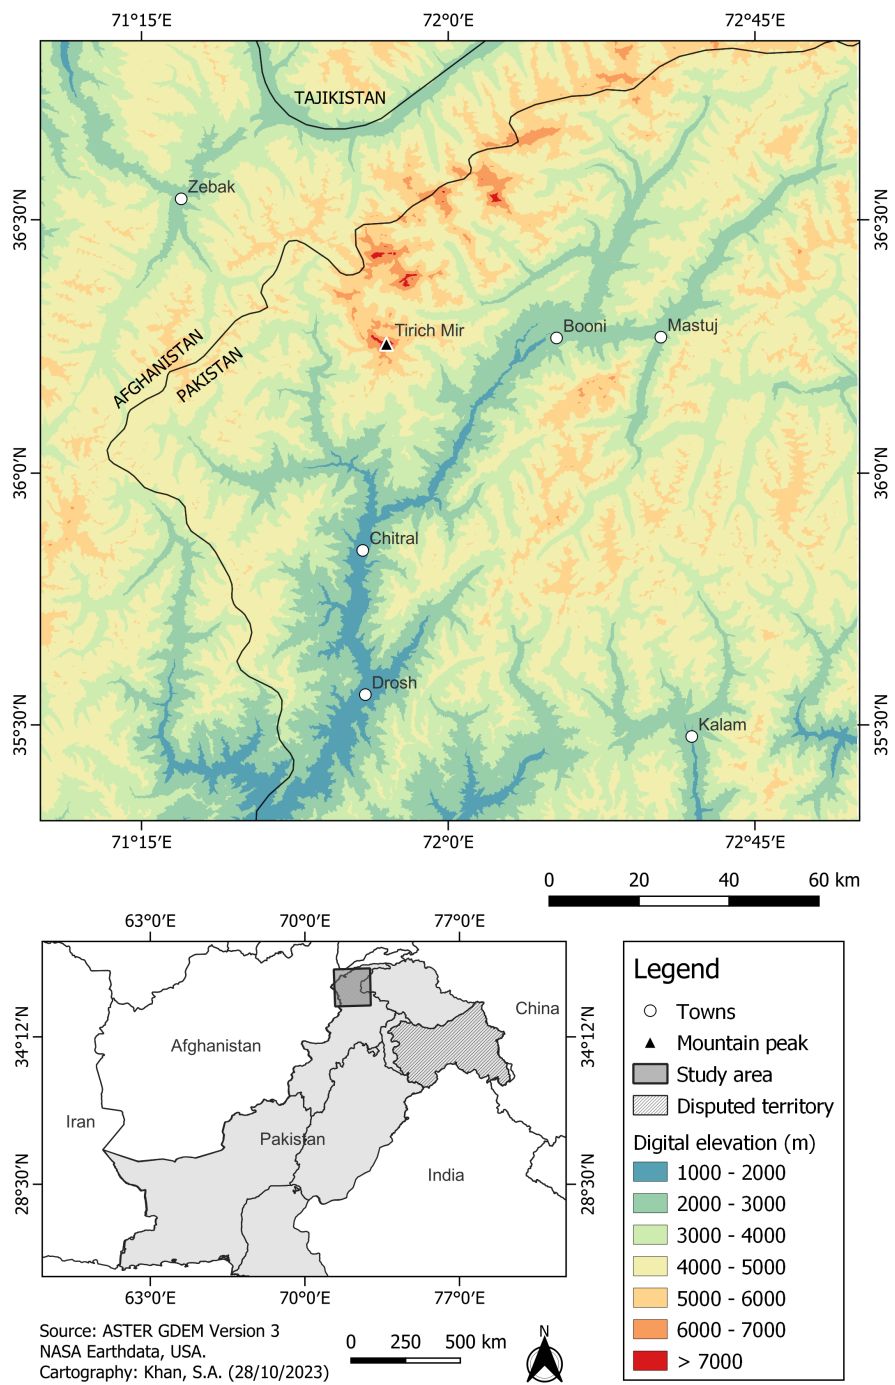 71°15′E 72°0′E 72°45′E
TAJIKISTAN
Zebak
36°30′N 36°30′N
Tirich Mir
Booni
Mastuj
AFGHANISTAN
PAKISTAN
36°0′N 36°0′N
Chitral
Drosh
Kalam
35°30′N 35°30′N
71°15′E 72°0′E 72°45′E
0 20 40 60 km
63°0′E 70°0′E 77°0′E
China
34°12′N 34°12′N
Afghanistan
Iran
Pakistan
India
28°30′N 28°30′N
63°0′E 70°0′E 77°0′E
Legend
Towns
Mountain peak
Study area
Disputed territory
Digital elevation (m)
1000 - 2000
2000 - 3000
3000 - 4000
4000 - 5000
5000 - 6000
6000 - 7000
> 7000
Source: ASTER GDEM Version 3
NASA Earthdata, USA.
Cartography: Khan, S.A. (28/10/2023)
0 250 500 km
N